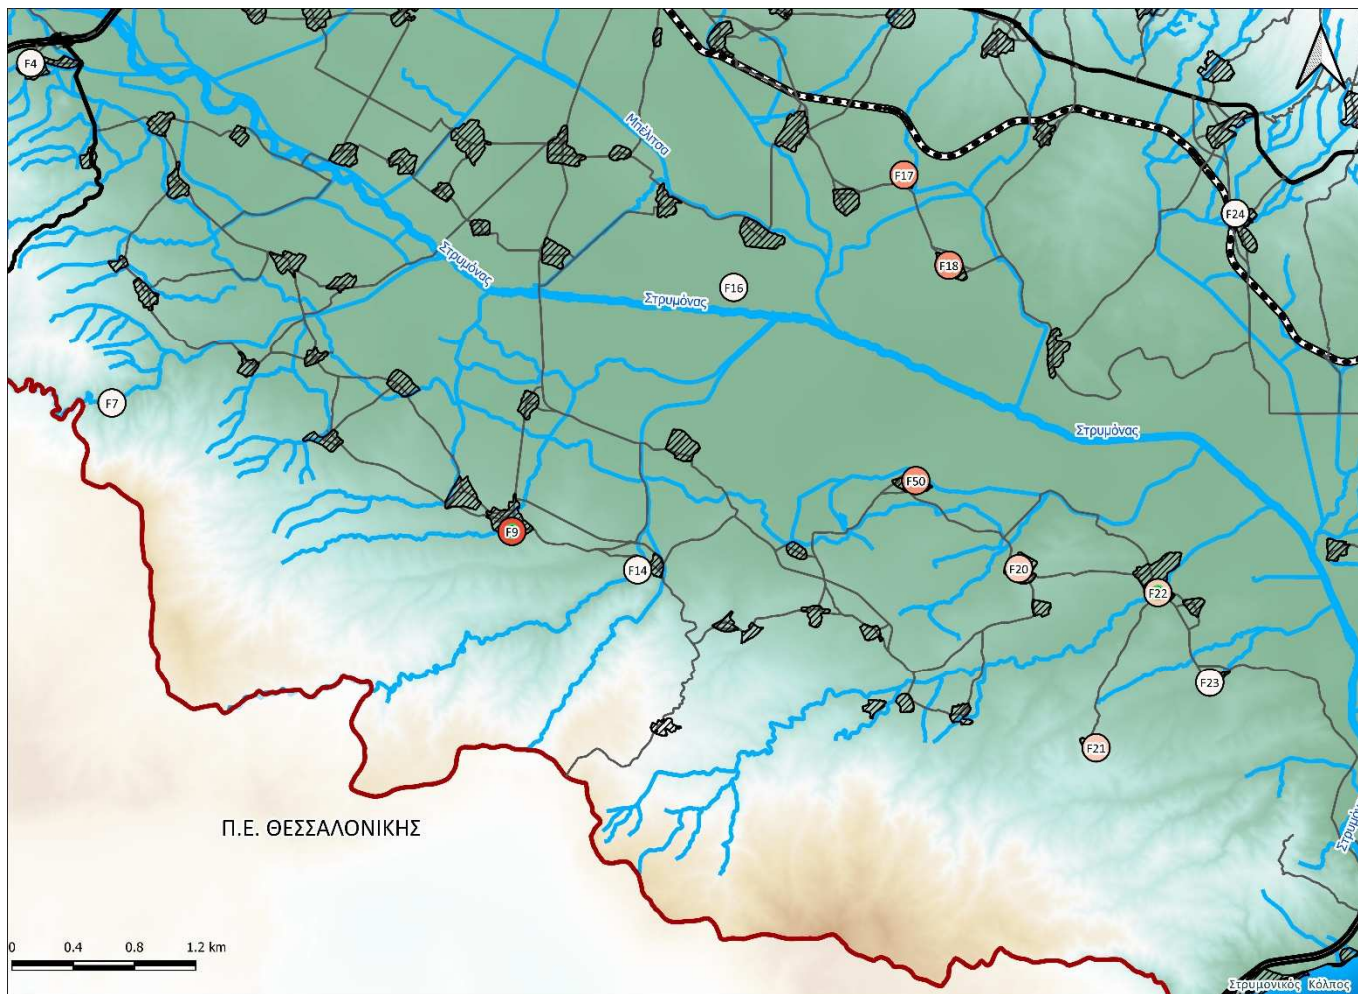 F4
Μπέλιτσα
F17
F24
Στρυμόνας
F18
F16
Στρυμόνας
F7
Στρυμόνας
F50
F9
F14
F20
F22
F23
F21
Π.Ε. ΘΕΣΣΑΛΟΝΙΚΗΣ
Στρυμό
0 0.4 0.8 1.2 km
Στρυμονικός Κόλπος